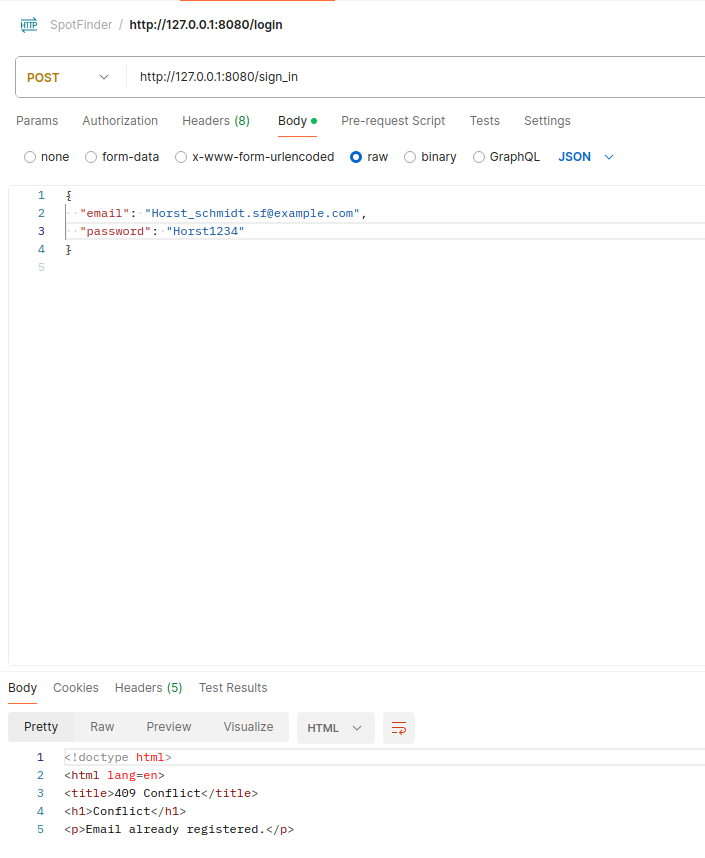 HTTP SpotFinder / http://127.0.0.1:8080/login
POST http://127.0.0.1:8080/sign_in
Params Authorization Headers (8) Body Pre-request Script Tests Settings
none form-data x-www-form-urlencoded raw binary GraphQL JSON
1 {
2 "email": "Horst_schmidt.sf@example.com",
3 "password": "Horst1234"
4 }
5
Body Cookies Headers (5) Test Results
Pretty Raw Preview Visualize HTML
1 <!doctype html>
2 <html lang=en>
3 <title>409 Conflict</title>
4 <h1>Conflict</h1>
5 <p>Email already registered.</p>